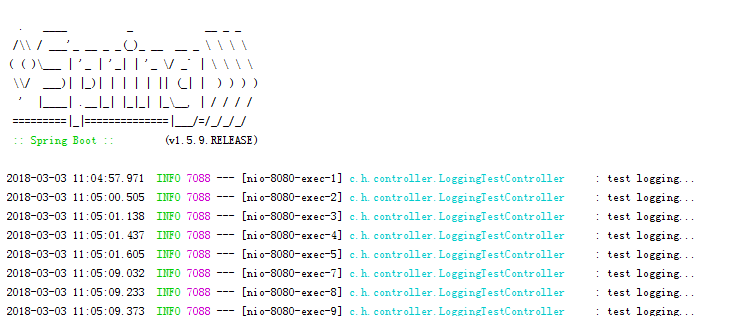 .   ____          _            __ _ _
 /\\ / ___'_ __ _ _(_)_ __  __ _ \ \ \ \
( ( )\___ | '_ | '_| | '_ \/ _` | \ \ \ \
 \\/  ___)| |_)| | | | | || (_| |  ) ) ) )
  '  |____| .__|_| |_|_| |_\__, | / / / /
 =========|_|==============|___/=/_/_/_/
 :: Spring Boot ::        (v1.5.9.RELEASE)
2018-03-03 11:04:57.971  INFO 7088 --- [nio-8080-exec-1] c.h.controller.LoggingTestController     : test logging...
2018-03-03 11:05:00.505  INFO 7088 --- [nio-8080-exec-2] c.h.controller.LoggingTestController     : test logging...
2018-03-03 11:05:01.138  INFO 7088 --- [nio-8080-exec-3] c.h.controller.LoggingTestController     : test logging...
2018-03-03 11:05:01.437  INFO 7088 --- [nio-8080-exec-4] c.h.controller.LoggingTestController     : test logging...
2018-03-03 11:05:01.605  INFO 7088 --- [nio-8080-exec-5] c.h.controller.LoggingTestController     : test logging...
2018-03-03 11:05:09.032  INFO 7088 --- [nio-8080-exec-7] c.h.controller.LoggingTestController     : test logging...
2018-03-03 11:05:09.233  INFO 7088 --- [nio-8080-exec-8] c.h.controller.LoggingTestController     : test logging...
2018-03-03 11:05:09.373  INFO 7088 --- [nio-8080-exec-9] c.h.controller.LoggingTestController     : test logging...